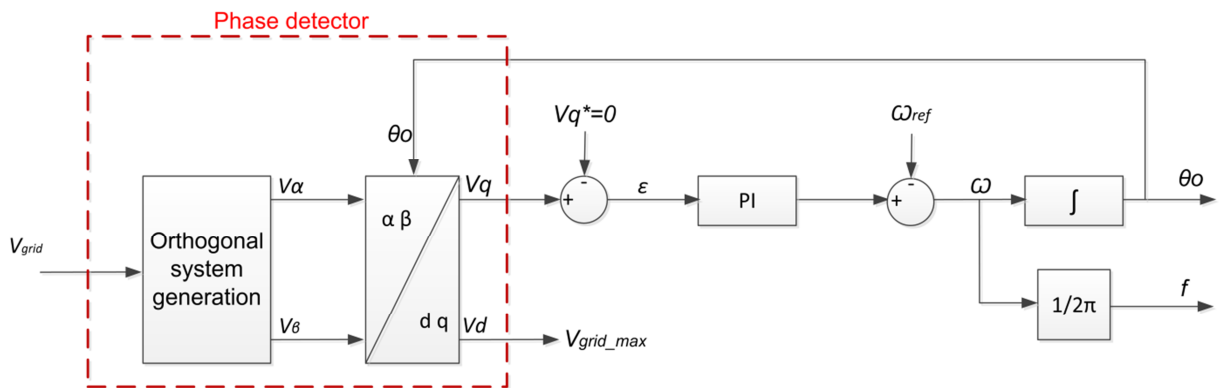 Phase detector
θo
Vq*=0
ωref
Vα
Vq
-
ε
-
ω
θo
+
PI
+
∫
α β
Vgrid
Orthogonal
system
generation
f
1/2π
Vβ
d q
Vd
Vgrid_max